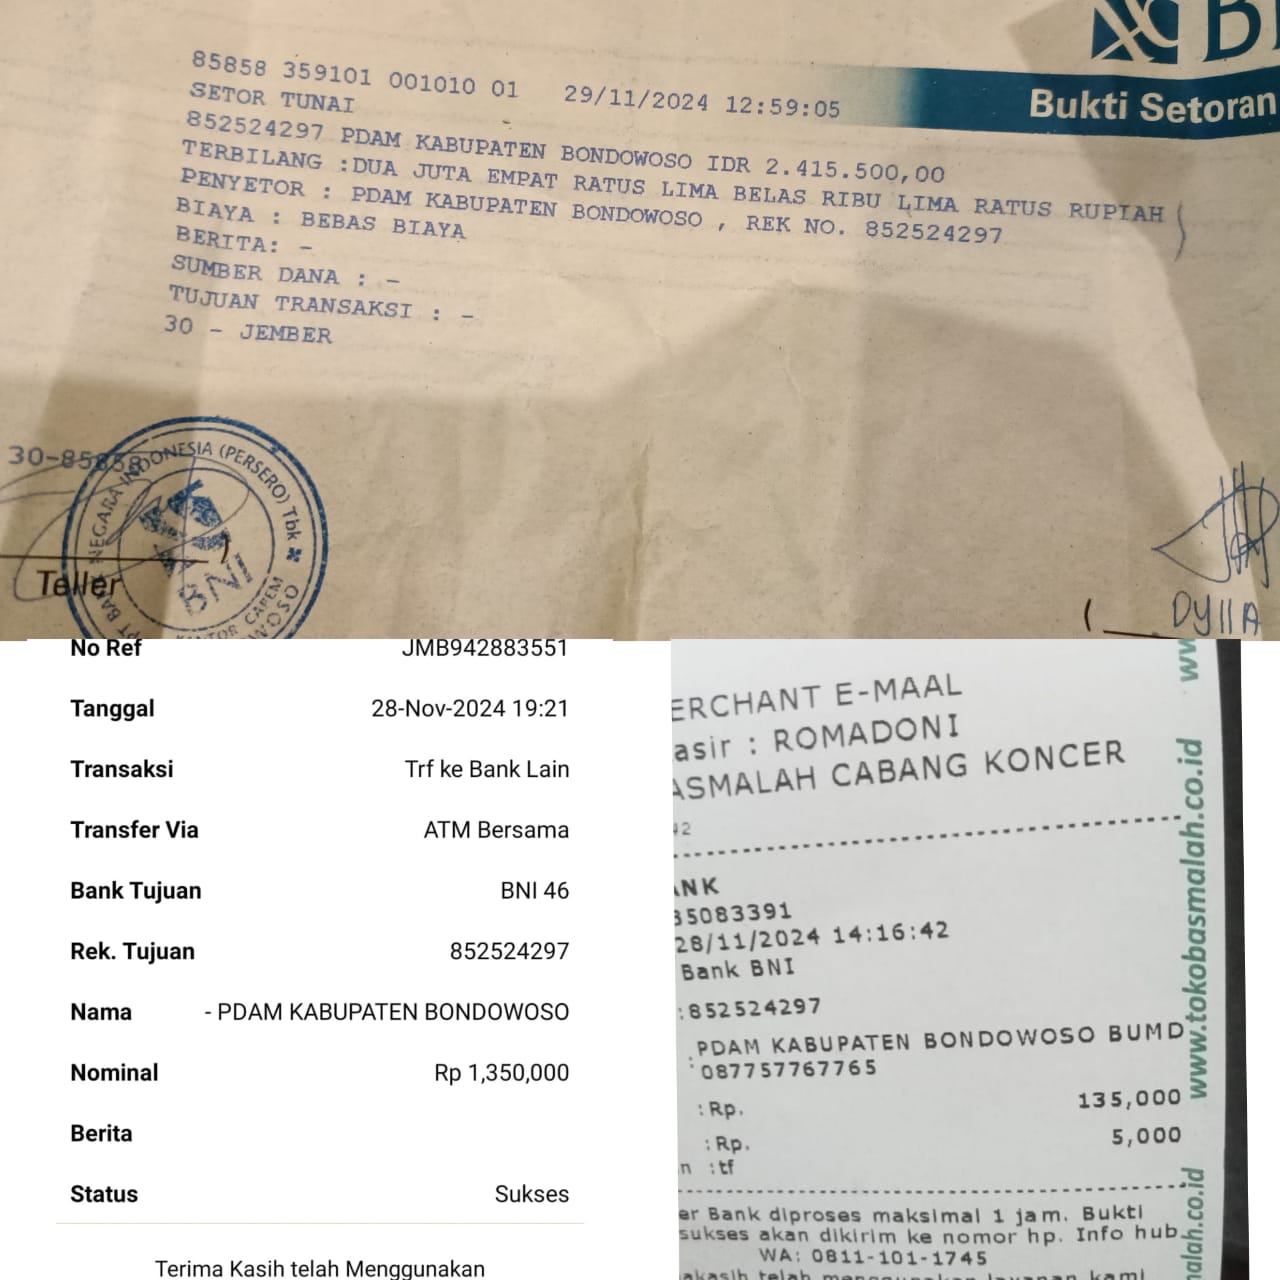 85858 359101 001010 01 29/11/2024 12:59:05
SETOR TUNAI
852524297 PDAM KABUPATEN BONDOWOSO IDR 2.415.500,00
TERBILANG :DUA JUTA EMPAT RATUS LIMA BELAS RIBU LIMA RATUS RUPIAH
PENYETOR : PDAM KABUPATEN BONDOWOSO , REK NO. 852524297
BIAYA : BEBAS BIAYA
BERITA: -
SUMBER DANA : -
TUJUAN TRANSAKSI : -
30 - JEMBER
Bukti Setoran
30-85858
PT BANK NEGARA INDONESIA (PERSERO) Tbk
BNI
KANTOR CAPEM
Teller
DYllA
No Ref JMB942883551
Tanggal 28-Nov-2024 19:21
Transaksi Trf ke Bank Lain
Transfer Via ATM Bersama
Bank Tujuan BNI 46
Rek. Tujuan 852524297
Nama - PDAM KABUPATEN BONDOWOSO
Nominal Rp 1,350,000
Berita
Status Sukses
Terima Kasih telah Menggunakan
ERCHANT E-MAAL
asir : ROMADONI
ASMALAH CABANG KONCER
42
ANK
35083391
28/11/2024 14:16:42
Bank BNI
:852524297
:PDAM KABUPATEN BONDOWOSO BUMD
087757767765
:Rp. 135,000
:Rp. 5,000
n :tf
er Bank diproses maksimal 1 jam. Bukti
sukses akan dikirim ke nomor hp. Info hub.
WA: 0811-101-1745
akasih telah menggunakan layanan kami
www.tokobasmalah.co.id
alah.co.id